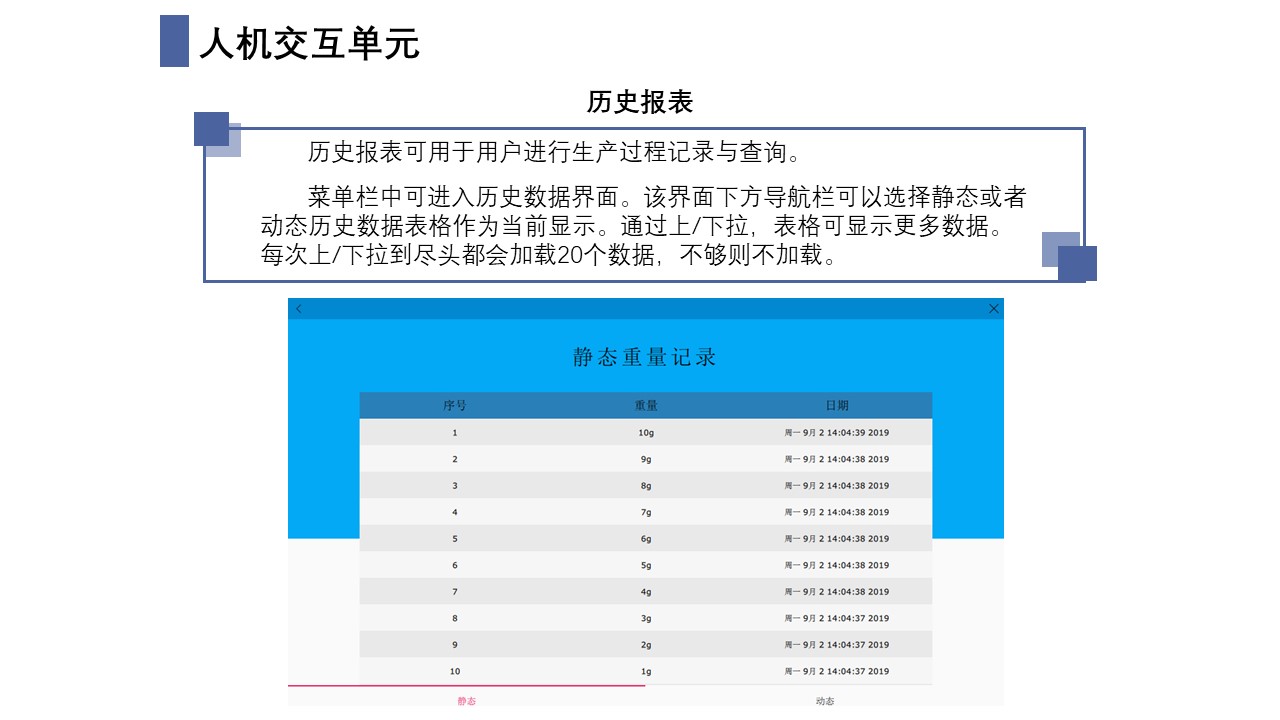 人机交互单元
历史报表
历史报表可用于用户进行生产过程记录与查询。
菜单栏中可进入历史数据界面。该界面下方导航栏可以选择静态或者
动态历史数据表格作为当前显示。通过上/下拉，表格可显示更多数据。
每次上/下拉到尽头都会加载20个数据，不够则不加载。
静态重量记录
序号 重量 日期
1 10g 周一 9月 2 14:04:39 2019
2 9g 周一 9月 2 14:04:38 2019
3 8g 周一 9月 2 14:04:38 2019
4 7g 周一 9月 2 14:04:38 2019
5 6g 周一 9月 2 14:04:38 2019
6 5g 周一 9月 2 14:04:38 2019
7 4g 周一 9月 2 14:04:38 2019
8 3g 周一 9月 2 14:04:37 2019
9 2g 周一 9月 2 14:04:37 2019
10 1g 周一 9月 2 14:04:37 2019
静态 动态